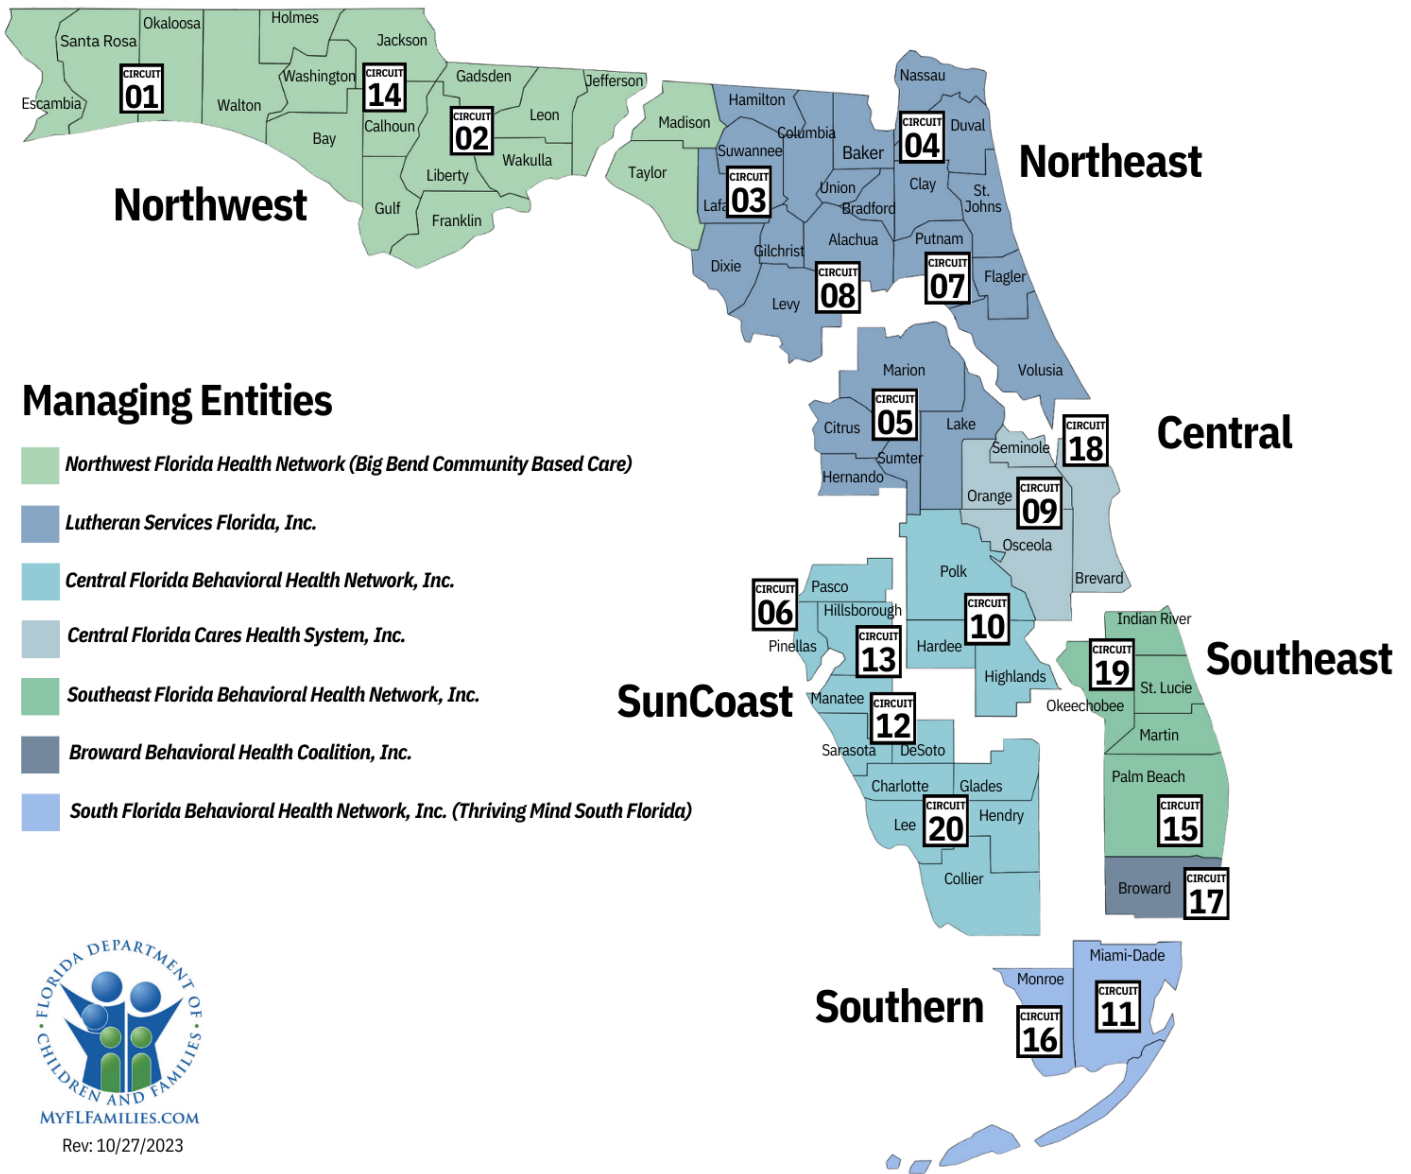 Holmes
Okaloosa
Santa Rosa
Jackson
Washington
Gadsden
Jefferson
CIRCUIT
01
CIRCUIT
14
Escambia
Walton
Leon
CIRCUIT
02
Calhoun
Bay
Wakulla
Liberty
Gulf
Franklin
Northwest
Nassau
Hamilton
Madison
Columbia
Duval
CIRCUIT
04
Suwannee
Baker
Taylor
CIRCUIT
03
Lafa
Union
Clay
St.
Johns
Bradford
Northeast
Alachua
Putnam
Gilchrist
Dixie
CIRCUIT
07
Flagler
CIRCUIT
08
Levy
Marion
Volusia
CIRCUIT
05
Citrus
Lake
CIRCUIT
18
Central
Seminole
Sumter
Hernando
Orange
CIRCUIT
09
Osceola
Polk
Brevard
Pasco
CIRCUIT
06
Hillsborough
CIRCUIT
10
Pinellas
CIRCUIT
13
Hardee
Highlands
Indian River
CIRCUIT
19
Southeast
St. Lucie
Okeechobee
SunCoast
Manatee
CIRCUIT
12
Martin
Sarasota
DeSoto
Palm Beach
Charlotte
Glades
CIRCUIT
20
Lee
Hendry
CIRCUIT
15
Collier
Broward
CIRCUIT
17
Miami-Dade
Monroe
CIRCUIT
11
Southern
CIRCUIT
16
Managing Entities
Northwest Florida Health Network (Big Bend Community Based Care)
Lutheran Services Florida, Inc.
Central Florida Behavioral Health Network, Inc.
Central Florida Cares Health System, Inc.
Southeast Florida Behavioral Health Network, Inc.
Broward Behavioral Health Coalition, Inc.
South Florida Behavioral Health Network, Inc. (Thriving Mind South Florida)
• FLORIDA DEPARTMENT OF •
CHILDREN AND FAMILIES
MYFLFAMILIES.COM
Rev: 10/27/2023